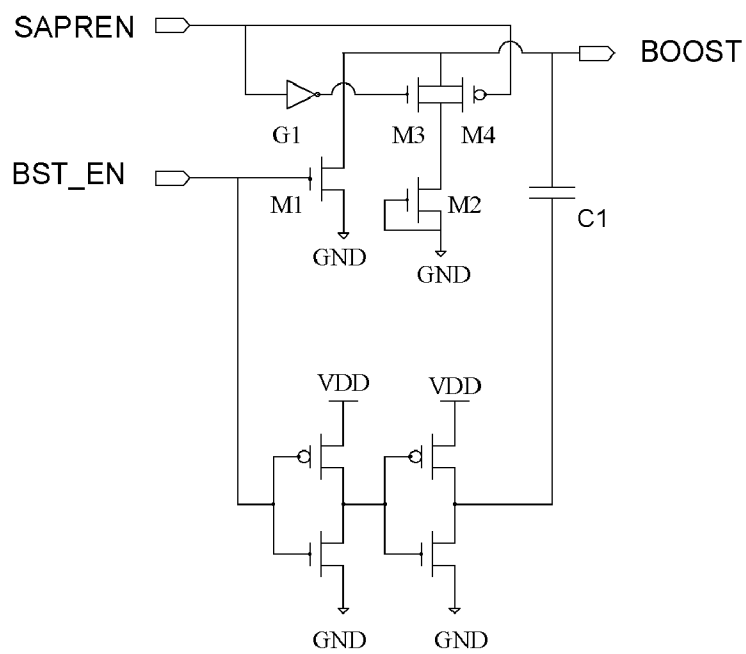 SAPREN
BOOST
G1
M3
M4
BST_EN
M1
M2
C1
GND
GND
VDD
VDD
GND
GND